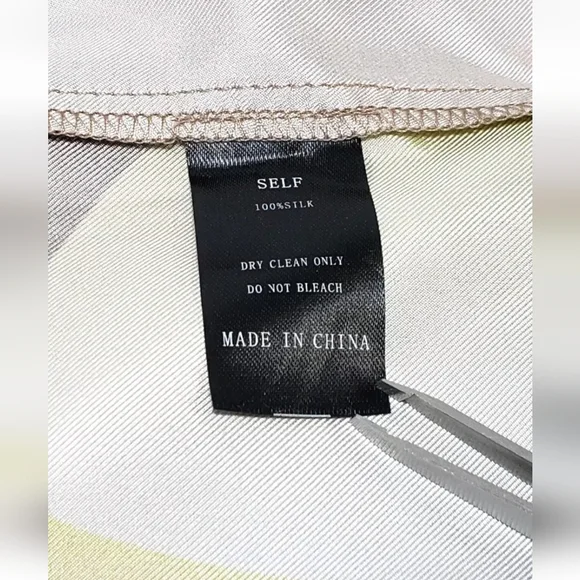 SELF
100%SILK
DRY CLEAN ONLY
DO NOT BLEACH
MADE IN CHINA